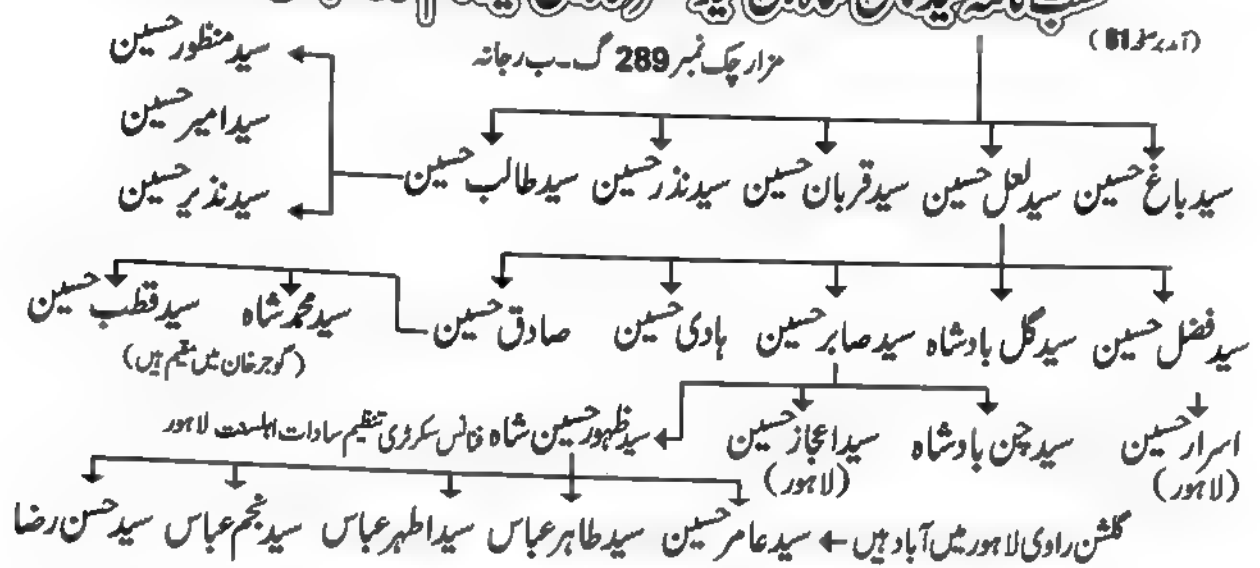 (آمد بر صفحہ 81)
مزار چک نمبر 289 گ۔ب رجانہ
سید منظور حسین
سید امیر حسین
سید نذیر حسین
سید باغ حسین سید لعل حسین سید قربان حسین سید نذر حسین سید طالب حسین
سید فضل حسین سید گل بادشاہ سید صابر حسین ہادی حسین صادق حسین
سید محمد شاہ سید قطب حسین
(گوجر خان میں مقیم ہیں)
اسرار حسین سید چن بادشاہ سید اعجاز حسین سید ظہور حسین شاہ فنانس سکرٹری تنظیم سادات اہلسنت لاہور
(لاہور) (لاہور)
گلشن راوی لاہور میں آباد ہیں سید عامر حسین سید طاہر عباس سید اطہر عباس سید نجم عباس سید حسن رضا